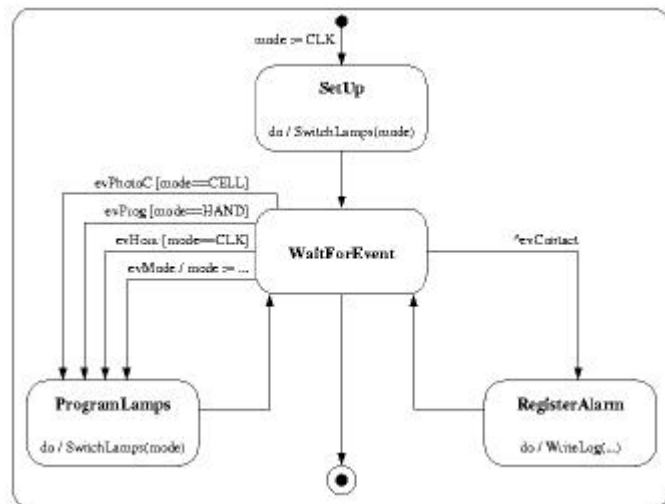 mode := CLK
SetUp
do / SwitchLamps(mode)
evPhotoC [mode==CELL]
evProg [mode==HAND]
evHour [mode==CLK]
evMode / mode := ...
WaitForEvent
^evContact
ProgramLamps
do / SwitchLamps(mode)
RegisterAlarm
do / WriteLog(...)